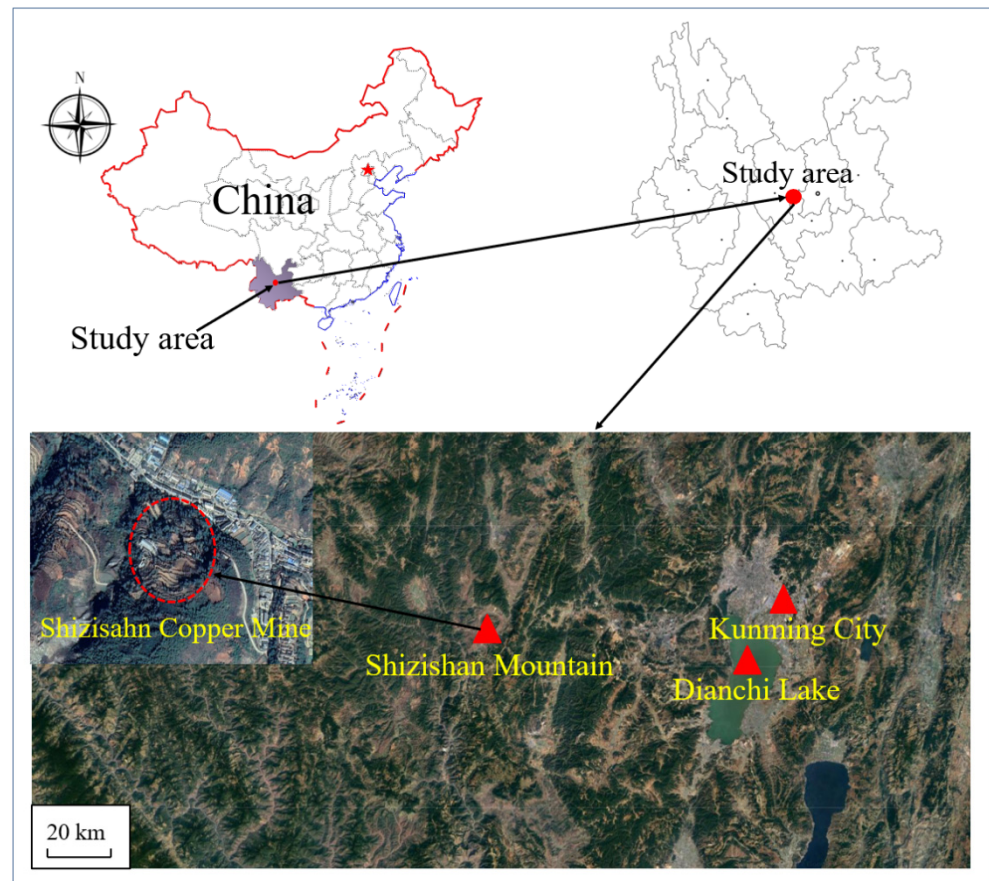 N
China
Study area
Study area
Shizisahn Copper Mine
Shizishan Mountain
Kunming City
Dianchi Lake
20 km